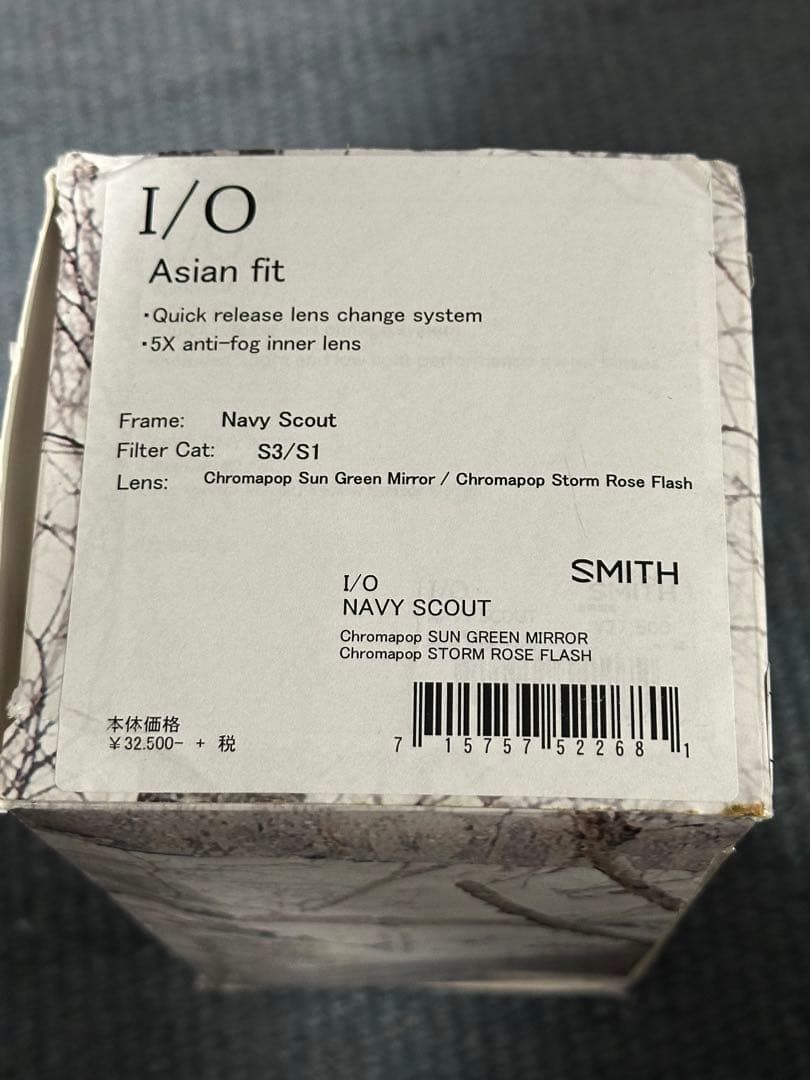 I/O
Asian fit
・Quick release lens change system
・5X anti-fog inner lens
Frame: Navy Scout
Filter Cat: S3/S1
Lens: Chromapop Sun Green Mirror / Chromapop Storm Rose Flash
SMITH
I/O
NAVY SCOUT
Chromapop SUN GREEN MIRROR
Chromapop STORM ROSE FLASH
本体価格
¥32.500- + 税
7 15757 52268 1